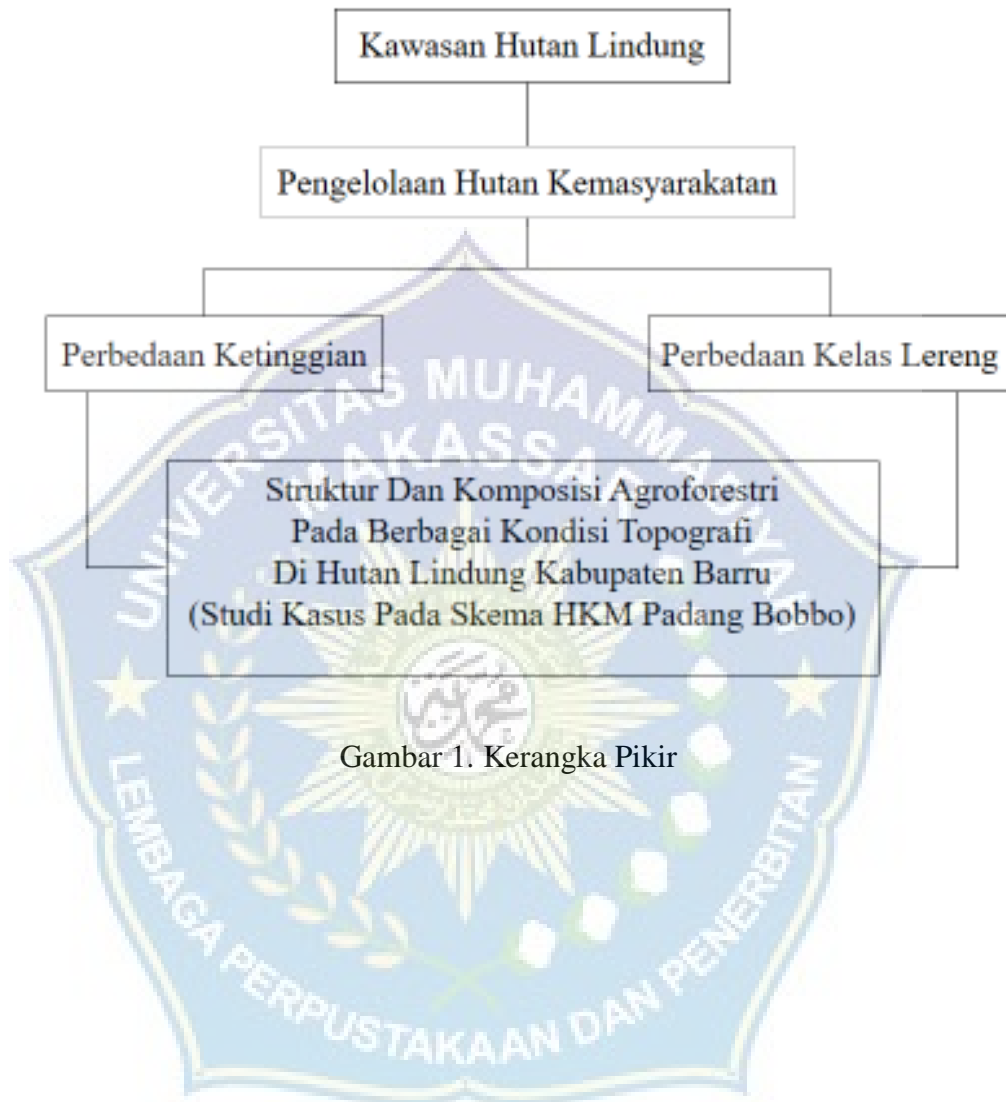 Kawasan Hutan Lindung
Pengelolaan Hutan Kemasyarakatan
Perbedaan Ketinggian
Perbedaan Kelas Lereng
Struktur Dan Komposisi Agroforestri
Pada Berbagai Kondisi Topografi
Di Hutan Lindung Kabupaten Barru
(Studi Kasus Pada Skema HKM Padang Bobbo)
Gambar 1. Kerangka Pikir
UNIVERSITAS MUHAMMADIYAH
MAKASSAR
LEMBAGA PERPUSTAKAAN DAN PENERBITAN